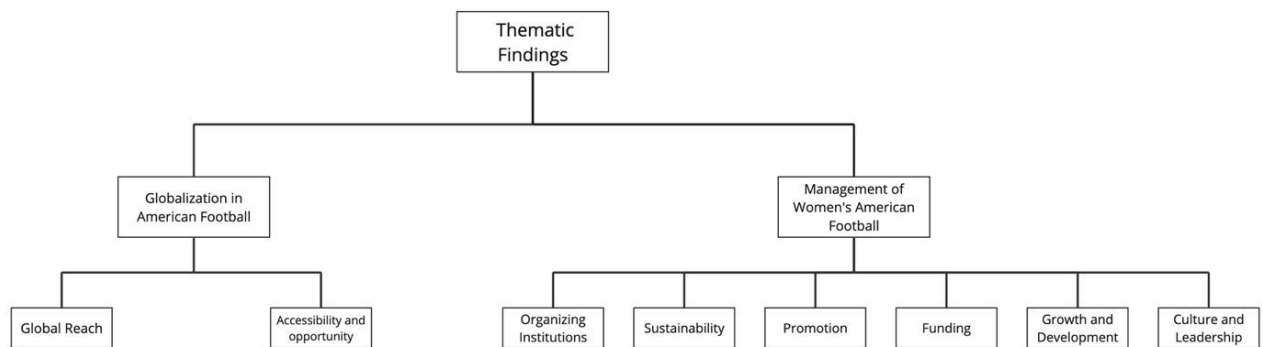 Thematic
Findings
Globalization in
American Football
Management of
Women's American
Football
Global Reach
Accessibility and
opportunity
Organizing
Institutions
Sustainability
Promotion
Funding
Growth and
Development
Culture and
Leadership